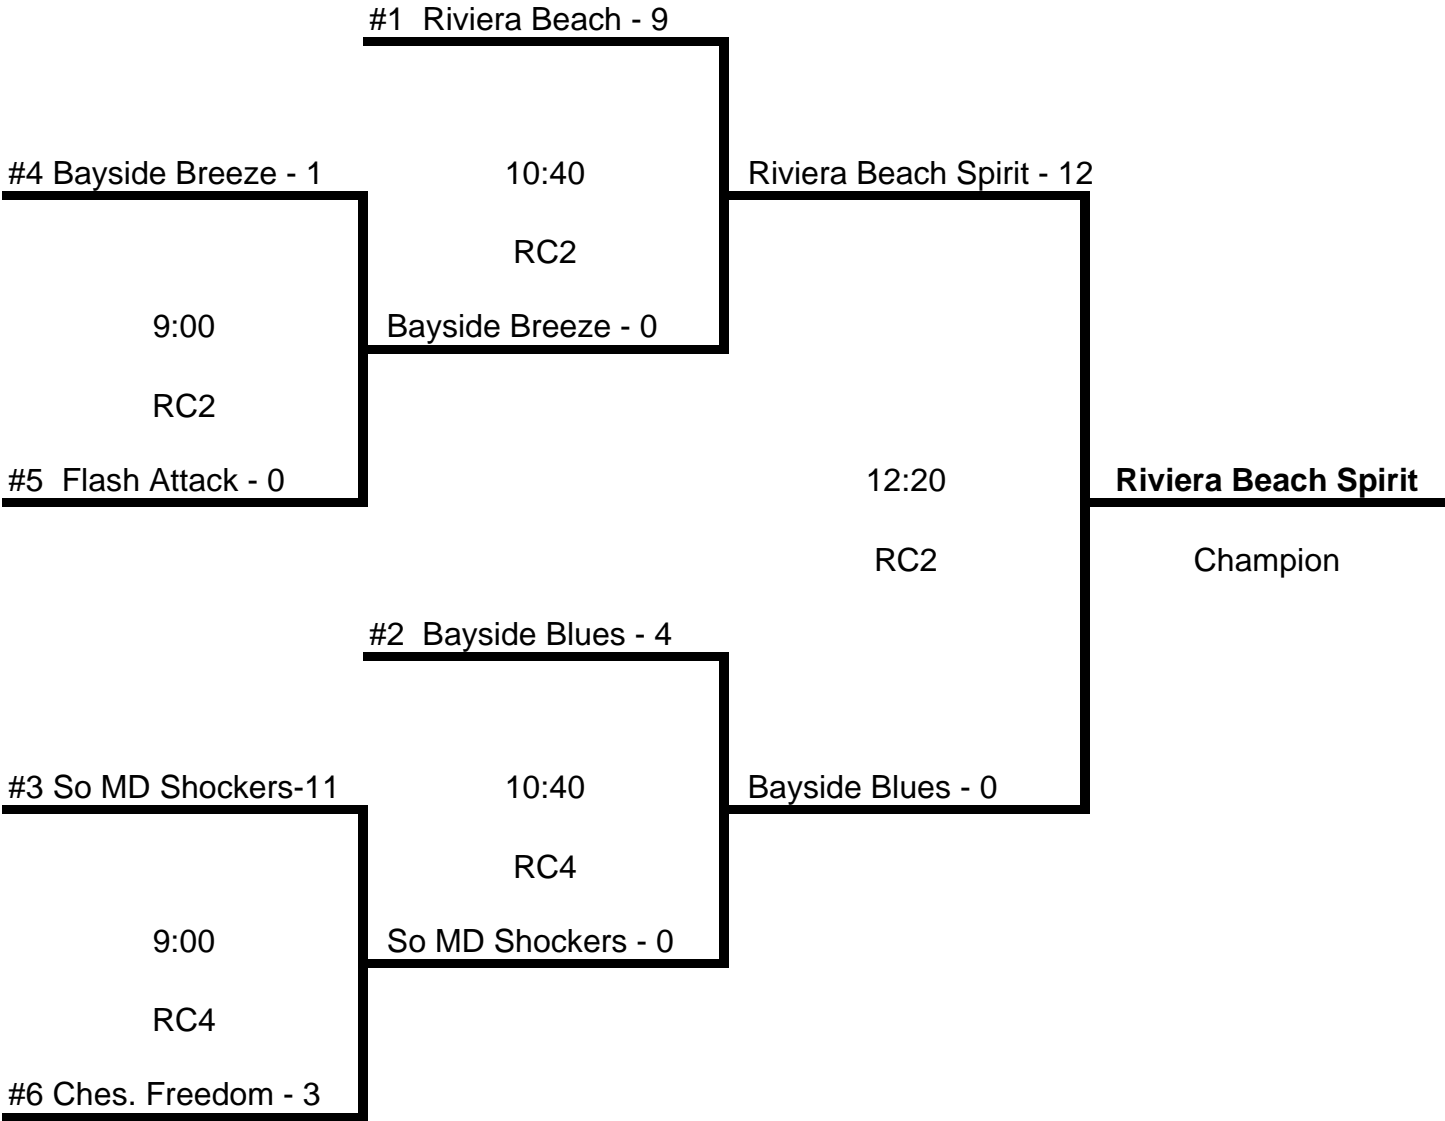 #1  Riviera Beach - 9
#4 Bayside Breeze - 1
10:40
Riviera Beach Spirit - 12
RC2
9:00
Bayside Breeze - 0
RC2
#5  Flash Attack - 0
12:20
Riviera Beach Spirit
RC2
Champion
#2  Bayside Blues - 4
#3 So MD Shockers-11
10:40
Bayside Blues - 0
RC4
9:00
So MD Shockers - 0
RC4
#6 Ches. Freedom - 3